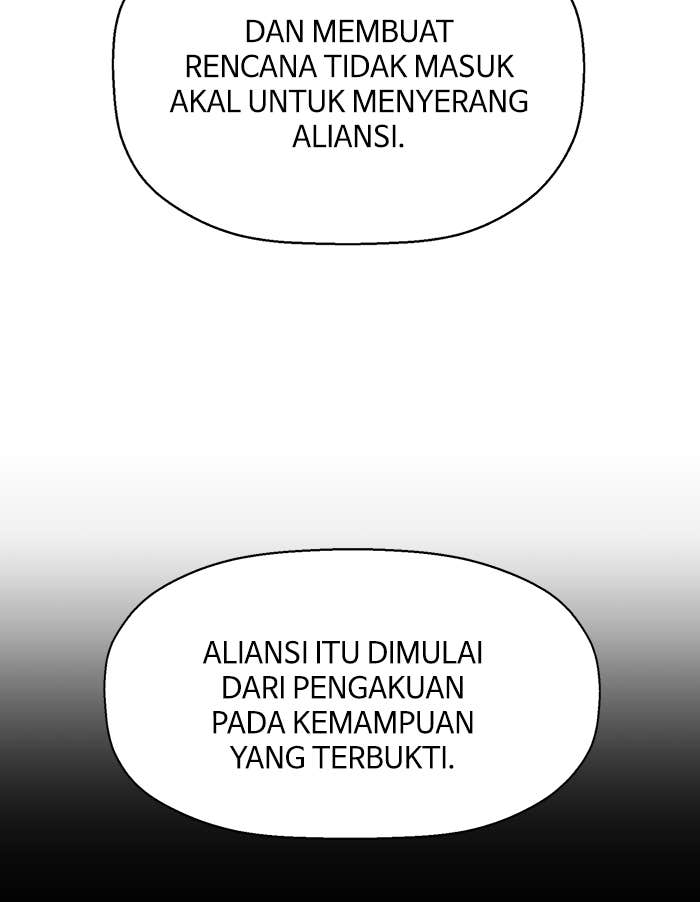 DAN MEMBUAT
RENCANA TIDAK MASUK
AKAL UNTUK MENYERANG
ALIANSI.
ALIANSI ITU DIMULAI
DARI PENGAKUAN
PADA KEMAMPUAN
YANG TERBUKTI.